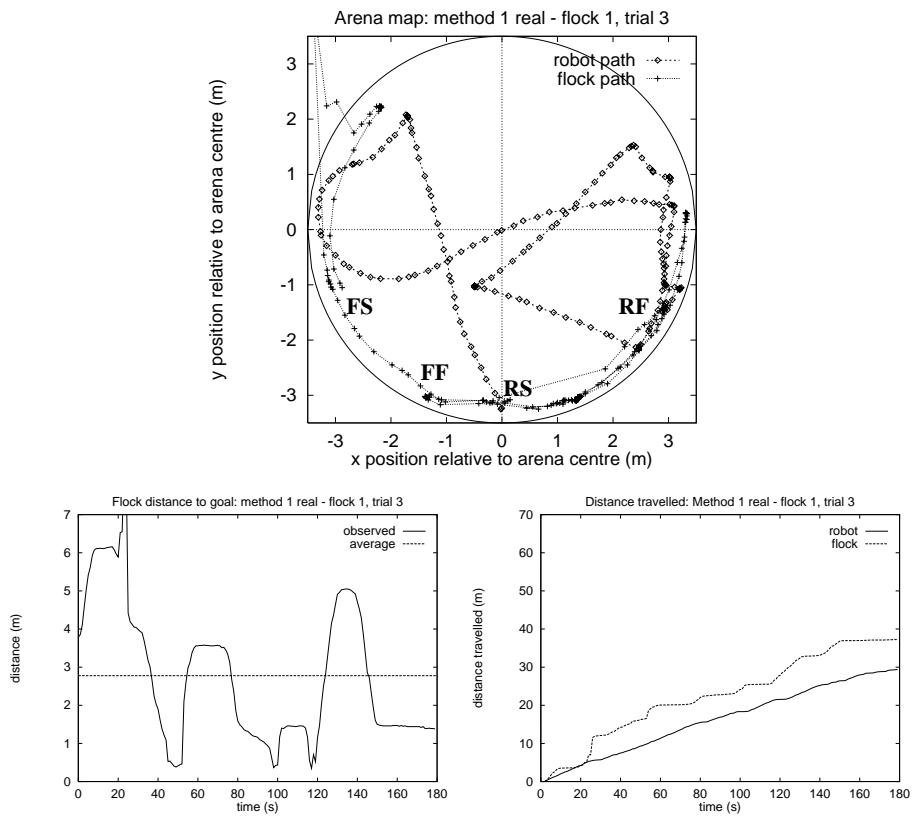 Arena map: method 1 real - flock 1, trial 3
y position relative to arena centre (m)
3
2
1
0
-1
-2
-3
robot path
flock path
FS
RF
FF
RS
-3 -2 -1 0 1 2 3
x position relative to arena centre (m)
Flock distance to goal: method 1 real - flock 1, trial 3
distance (m)
7
6
5
4
3
2
1
0
observed
average
0 20 40 60 80 100 120 140 160 180
time (s)
Distance travelled: Method 1 real - flock 1, trial 3
distance travelled (m)
70
60
50
40
30
20
10
0
robot
flock
0 20 40 60 80 100 120 140 160 180
time (s)